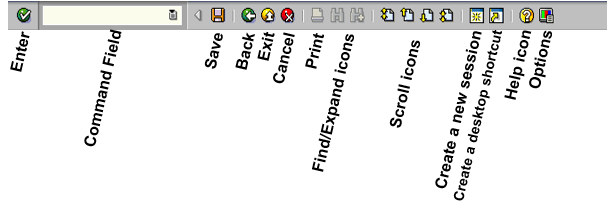 Enter
Command Field
Save
Back
Exit
Cancel
Print
Find/Expand icons
Scroll icons
Create a new session
Create a desktop shortcut
Help icon
Options